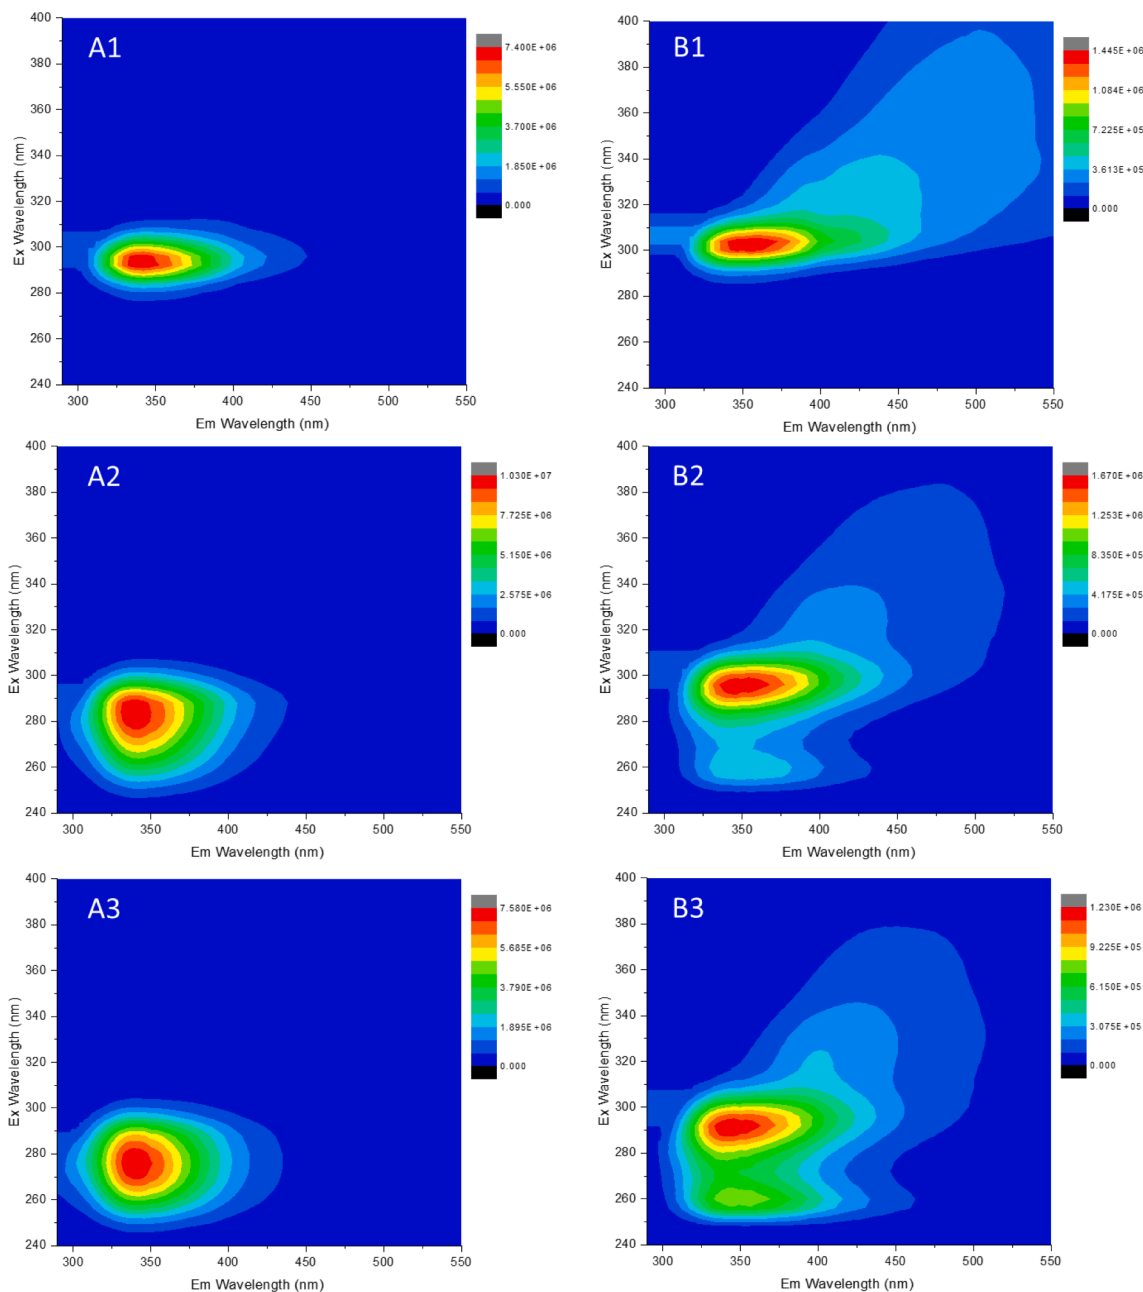 A1
400
380
360
340
320
300
280
260
240
Ex Wavelength (nm)
300 350 400 450 500 550
Em Wavelength (nm)
7.400E+06
5.550E+06
3.700E+06
1.850E+06
0.000
B1
400
380
360
340
320
300
280
260
240
Ex Wavelength (nm)
300 350 400 450 500 550
Em Wavelength (nm)
1.445E+06
1.084E+06
7.225E+05
3.613E+05
0.000
A2
400
380
360
340
320
300
280
260
240
Ex Wavelength (nm)
300 350 400 450 500 550
Em Wavelength (nm)
1.030E+07
7.725E+06
5.150E+06
2.575E+06
0.000
B2
400
380
360
340
320
300
280
260
240
Ex Wavelength (nm)
300 350 400 450 500 550
Em Wavelength (nm)
1.670E+06
1.253E+06
8.350E+05
4.175E+05
0.000
A3
400
380
360
340
320
300
280
260
240
Ex Wavelength (nm)
300 350 400 450 500 550
Em Wavelength (nm)
7.580E+06
5.685E+06
3.790E+06
1.895E+06
0.000
B3
400
380
360
340
320
300
280
260
240
Ex Wavelength (nm)
300 350 400 450 500 550
Em Wavelength (nm)
1.230E+06
9.225E+05
6.150E+05
3.075E+05
0.000